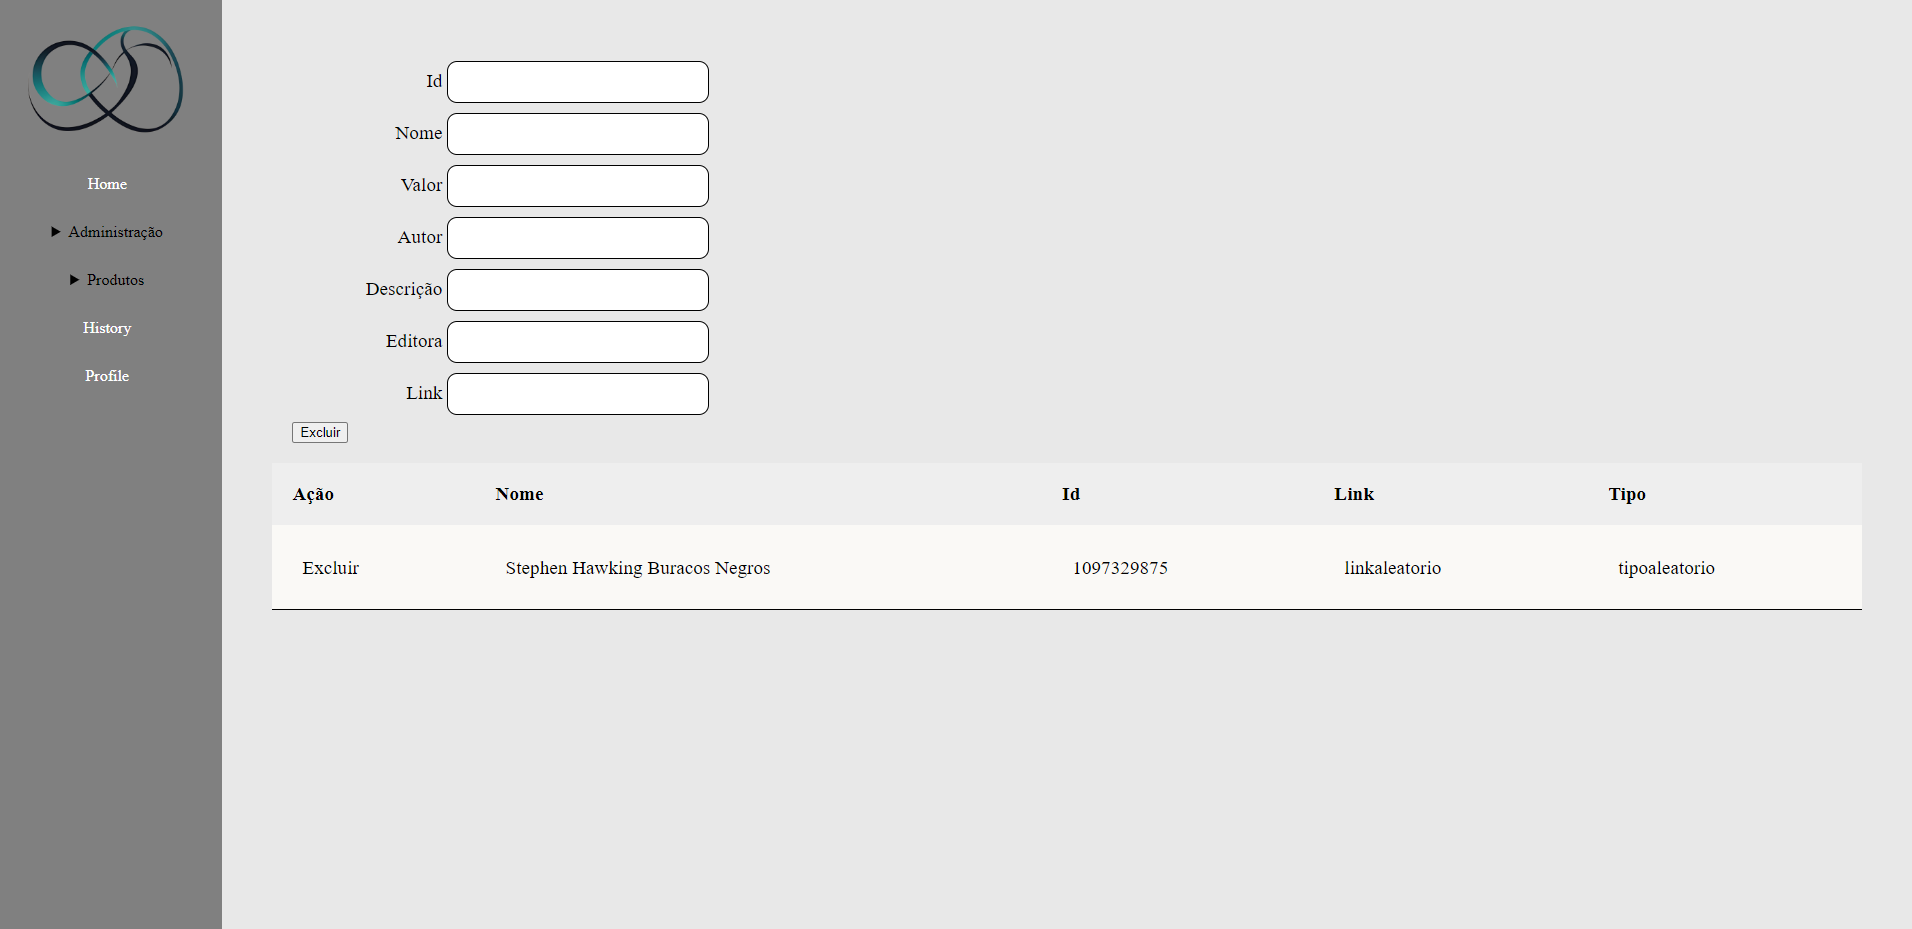 Home
Administração
Produtos
History
Profile
Id
Nome
Valor
Autor
Descrição
Editora
Link
Excluir
Ação Nome Id Link Tipo
Excluir Stephen Hawking Buracos Negros 1097329875 linkaleatorio tipoaleatorio